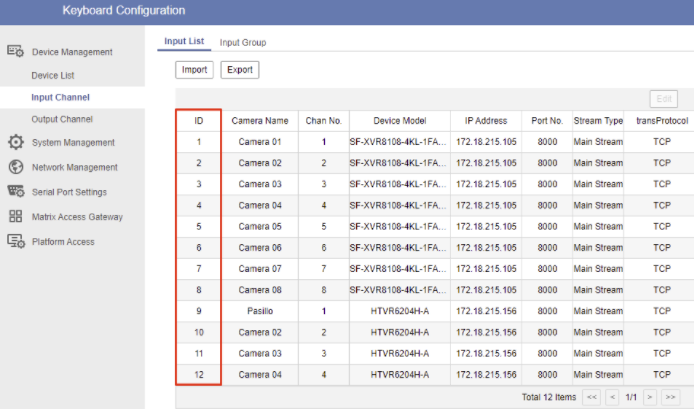 Keyboard Configuration
Device Management
Device List
Input Channel
Output Channel
System Management
Network Management
Serial Port Settings
Matrix Access Gateway
Platform Access
Input List Input Group
Import Export
Edit
ID Camera Name Chan No. Device Model IP Address Port No. Stream Type transProtocol
1 Camera 01 1 SF-XVR8108-4KL-1FA... 172.18.215.105 8000 Main Stream TCP
2 Camera 02 2 SF-XVR8108-4KL-1FA... 172.18.215.105 8000 Main Stream TCP
3 Camera 03 3 SF-XVR8108-4KL-1FA... 172.18.215.105 8000 Main Stream TCP
4 Camera 04 4 SF-XVR8108-4KL-1FA... 172.18.215.105 8000 Main Stream TCP
5 Camera 05 5 SF-XVR8108-4KL-1FA... 172.18.215.105 8000 Main Stream TCP
6 Camera 06 6 SF-XVR8108-4KL-1FA... 172.18.215.105 8000 Main Stream TCP
7 Camera 07 7 SF-XVR8108-4KL-1FA... 172.18.215.105 8000 Main Stream TCP
8 Camera 08 8 SF-XVR8108-4KL-1FA... 172.18.215.105 8000 Main Stream TCP
9 Pasillo 1 HTVR6204H-A 172.18.215.156 8000 Main Stream TCP
10 Camera 02 2 HTVR6204H-A 172.18.215.156 8000 Main Stream TCP
11 Camera 03 3 HTVR6204H-A 172.18.215.156 8000 Main Stream TCP
12 Camera 04 4 HTVR6204H-A 172.18.215.156 8000 Main Stream TCP
Total 12 Items << < 1/1 > >>